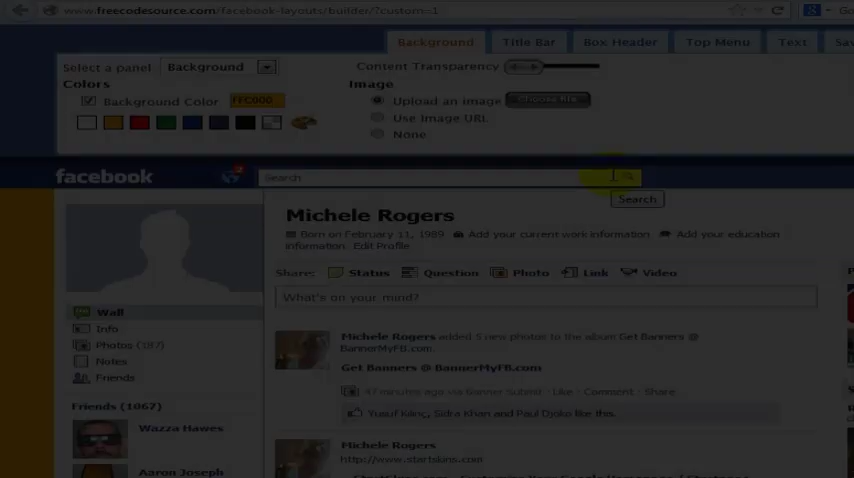 www.freecodesource.com/facebook-layouts/builder/?custom=1
Background Title Bar Box Header Top Menu Text
Select a panel Background Content Transparency
Colors Image
Background Color FFC000 Upload an image Choose file
Use Image URL
None
facebook 2 Search
Search
Michele Rogers
Born on February 11, 1989 Add your current work information Add your education
information Edit Profile
Share: Status Question Photo Link Video
What's on your mind?
Wall
Info
Photos (187)
Notes
Friends
Michele Rogers added 5 fans photos to the album Get Banners @
BannerMyFB.com.
Get Banners @ BannerMyFB.com
47 minutes ago via Banner Submit · Like · Comment · Share
Yusuf Kılınç, Sidra Khan and Paul Djoko like this.
Friends (1067)
Wazza Hawes
Michele Rogers
http://www.startskins.com
Aaron Joseph